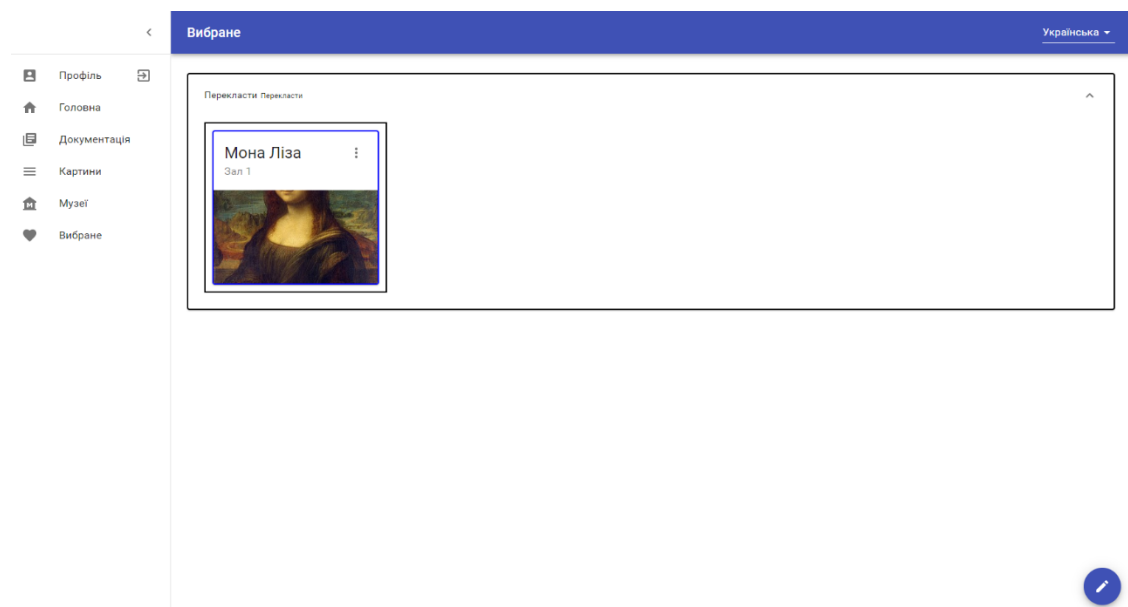 Вибране
Українська
Профіль
Головна
Документація
Картини
Музеї
Вибране
Перекласти Перекласти
Мона Ліза
Зал 1